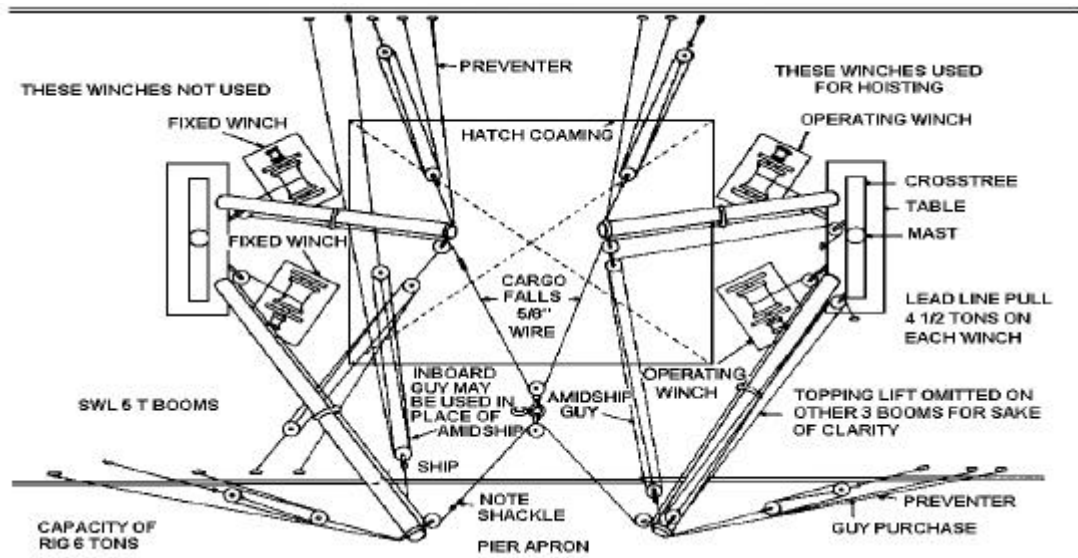 PREVENTER
THESE WINCHES NOT USED
THESE WINCHES USED
FOR HOISTING
FIXED WINCH
HATCH COAMING
OPERATING WINCH
CROSSTREE
TABLE
MAST
FIXED WINCH
CARGO
FALLS
5/8"
WIRE
LEAD LINE PULL
4 1/2 TONS ON
EACH WINCH
SWL 5 T BOOMS
INBOARD
GUY MAY
BE USED IN
PLACE OF
AMIDSHIP
AMIDSHIP
GUY
OPERATING
WINCH
TOPPING LIFT OMITTED ON
OTHER 3 BOOMS FOR SAKE
OF CLARITY
SHIP
NOTE
SHACKLE
PREVENTER
GUY PURCHASE
CAPACITY OF
RIG 6 TONS
PIER APRON